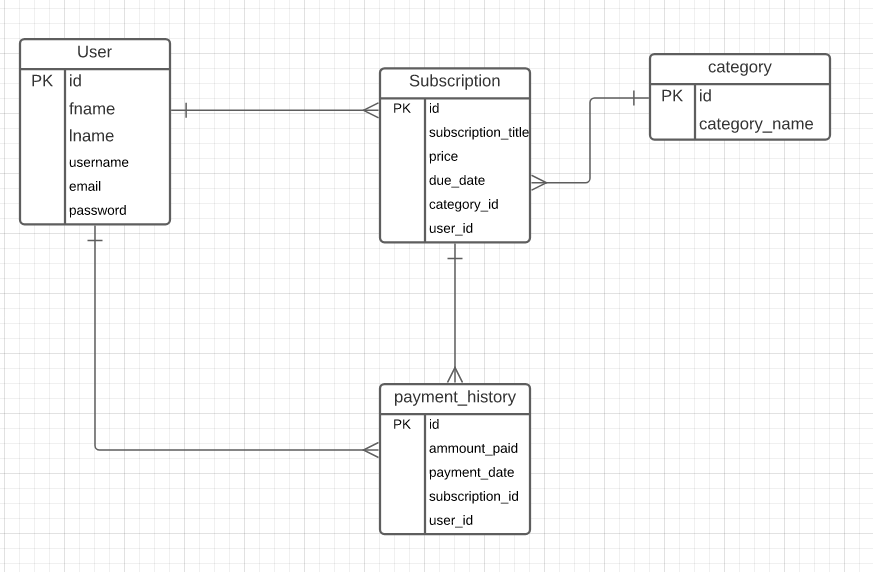 User
PK id
fname
lname
username
email
password
Subscription
PK id
subscription_title
price
due_date
category_id
user_id
category
PK id
category_name
payment_history
PK id
ammount_paid
payment_date
subscription_id
user_id